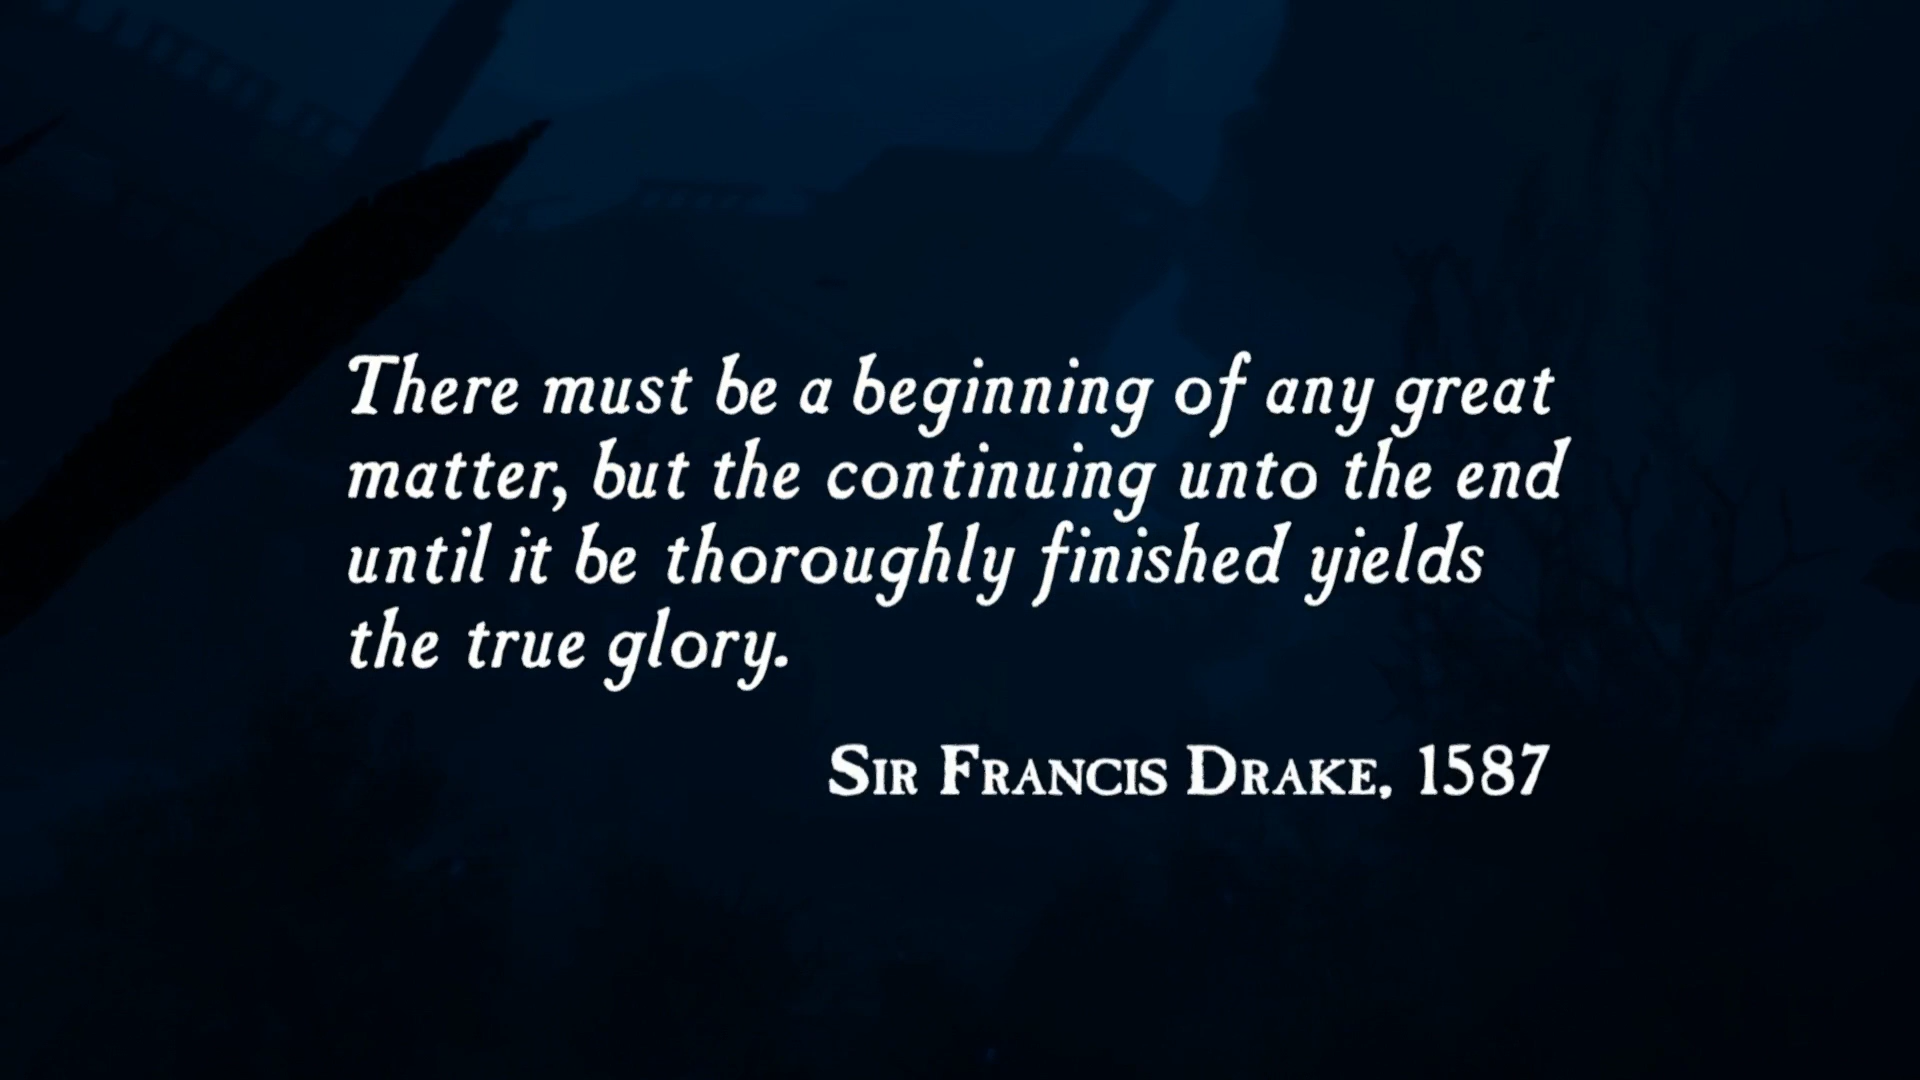 There must be a beginning of any great
matter, but the continuing unto the end
until it be thoroughly finished yields
the true glory.
Sir Francis Drake, 1587